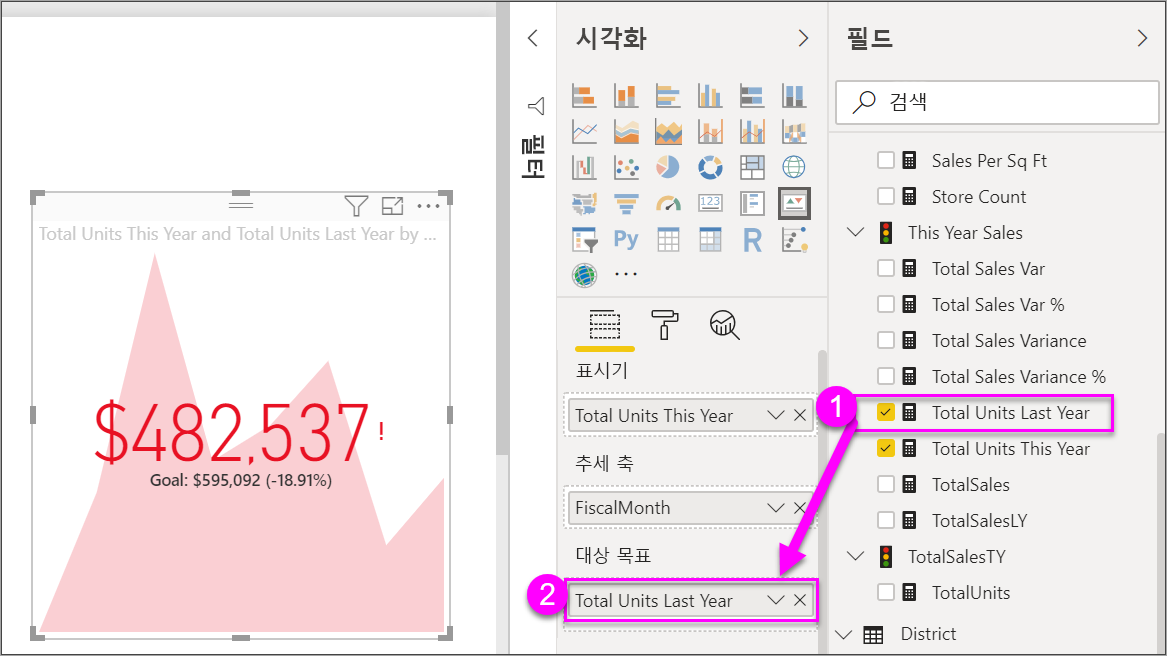 Total Units This Year and Total Units Last Year by ...
$482,537 !
Goal: $595,092 (-18.91%)
필터
시각화
123
Py
R
표시기
Total Units This Year
추세 축
FiscalMonth
대상 목표
2
Total Units Last Year
필드
검색
Sales Per Sq Ft
Store Count
This Year Sales
Total Sales Var
Total Sales Var %
Total Sales Variance
Total Sales Variance %
1
Total Units Last Year
Total Units This Year
TotalSales
TotalSalesLY
TotalSalesTY
TotalUnits
District